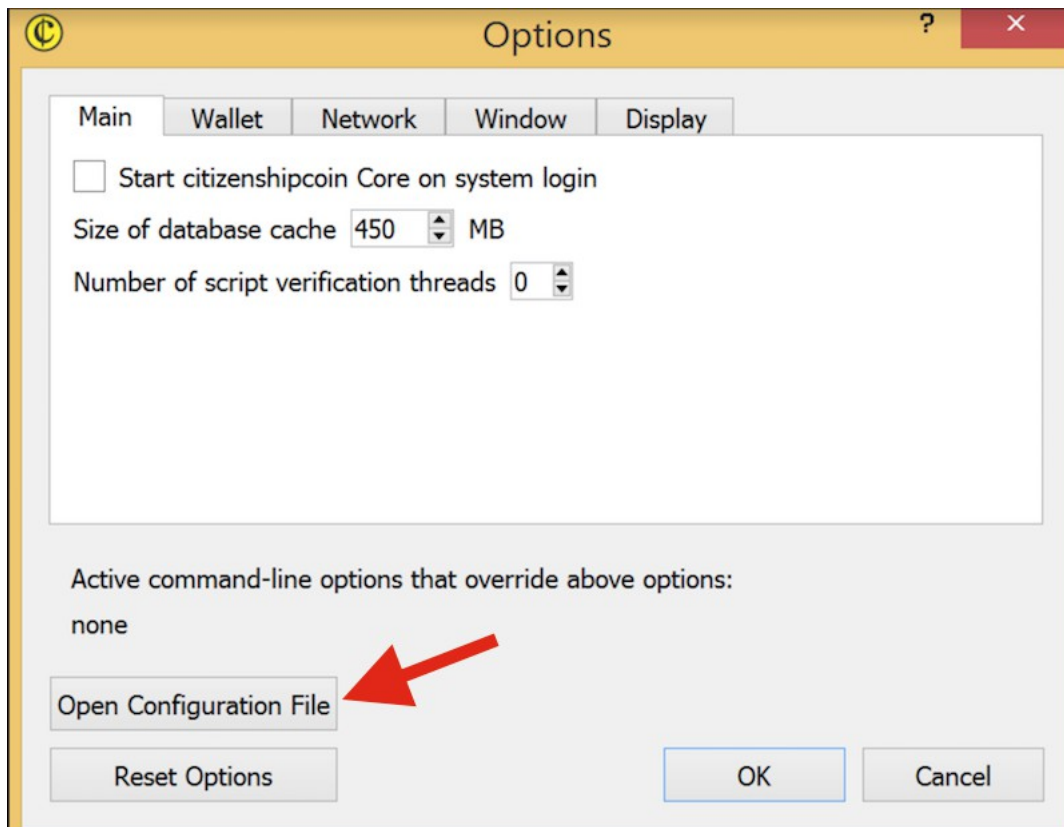 Options
?
Main Wallet Network Window Display
Start citizenshipcoin Core on system login
Size of database cache 450 MB
Number of script verification threads 0
Active command-line options that override above options:
none
Open Configuration File
Reset Options OK Cancel